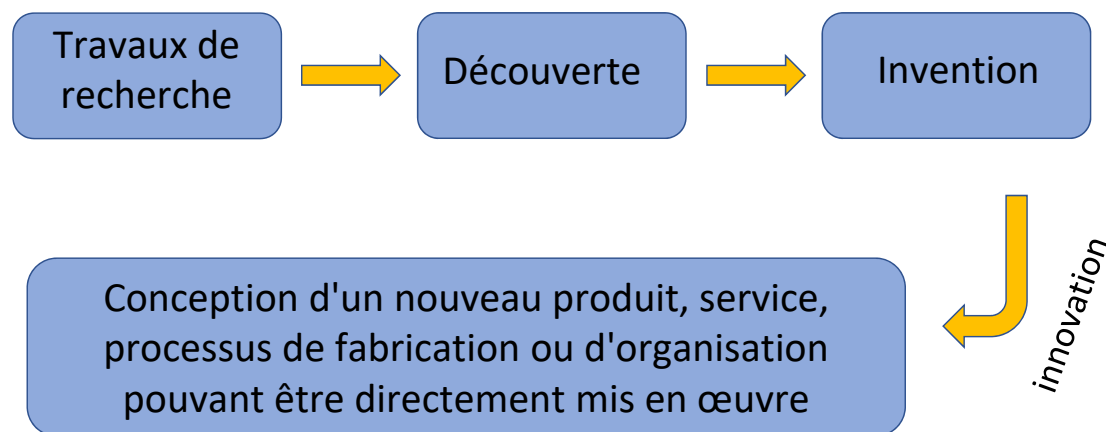 Travaux de
recherche
Découverte
Invention
innovation
Conception d'un nouveau produit, service,
processus de fabrication ou d'organisation
pouvant être directement mis en œuvre